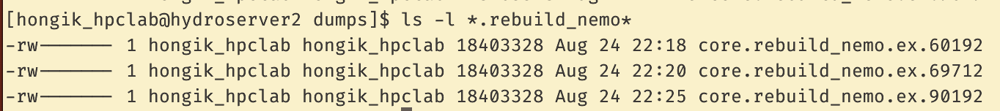 [hongik_hpclab@hydroserver2 dumps]$ ls -l *.rebuild_nemo*
-rw------- 1 hongik_hpclab hongik_hpclab 18403328 Aug 24 22:18 core.rebuild_nemo.ex.60192
-rw------- 1 hongik_hpclab hongik_hpclab 18403328 Aug 24 22:20 core.rebuild_nemo.ex.69712
-rw------- 1 hongik_hpclab hongik_hpclab 18403328 Aug 24 22:25 core.rebuild_nemo.ex.90192